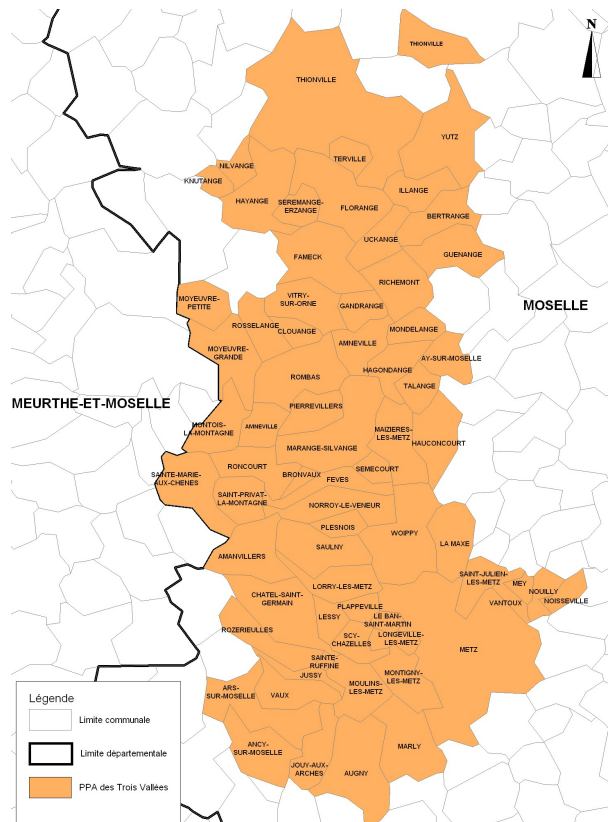 THIONVILLE
THIONVILLE
N
YUTZ
TERVILLE
NILVANGE
KNUTANGE
HAYANGE
SEREMANGE-
ERZANGE
FLORANGE
ILLANGE
BERTRANGE
UCKANGE
GUENANGE
FAMECK
RICHEMONT
MOYEUVRE-
PETITE
VITRY-
SUR-ORNE
GANDRANGE
MOSELLE
ROSSELANGE
CLOUANGE
MONDELANGE
AMNEVILLE
MOYEUVRE-
GRANDE
AY-SUR-MOSELLE
HAGONDANGE
ROMBAS
TALANGE
MEURTHE-ET-MOSELLE
PIERREVILLERS
MONTOIS-
LA-MONTAGNE
AMNEVILLE
MAIZIERES-
LES-METZ
HAUCONCOURT
MARANGE-SILVANGE
SAINTE-MARIE-
AUX-CHENES
RONCOURT
BRONVAUX
SEMECOURT
FEVES
SAINT-PRIVAT-
LA-MONTAGNE
NORROY-LE-VENEUR
PLESNOIS
WOIPPY
LA MAXE
SAULNY
AMANVILLERS
SAINT-JULIEN-
LES-METZ
MEY
NOUILLY
NOISSEVILLE
VANTOUX
LORRY-LES-METZ
CHATEL-SAINT-
GERMAIN
PLAPPEVILLE
LESSY
LE BAN-
SAINT-MARTIN
ROZERIEULLES
SCY-
CHAZELLES
LONGEVILLE-
LES-METZ
METZ
SAINTE-
RUFFINE
JUSSY
MONTIGNY-
LES-METZ
MOULINS-
LES-METZ
ARS-
SUR-MOSELLE
VAUX
ANCY-
SUR-MOSELLE
MARLY
JOUY-AUX-
ARCHES
AUGNY
Légende
Limite communale
Limite départementale
PPA des Trois Vallées